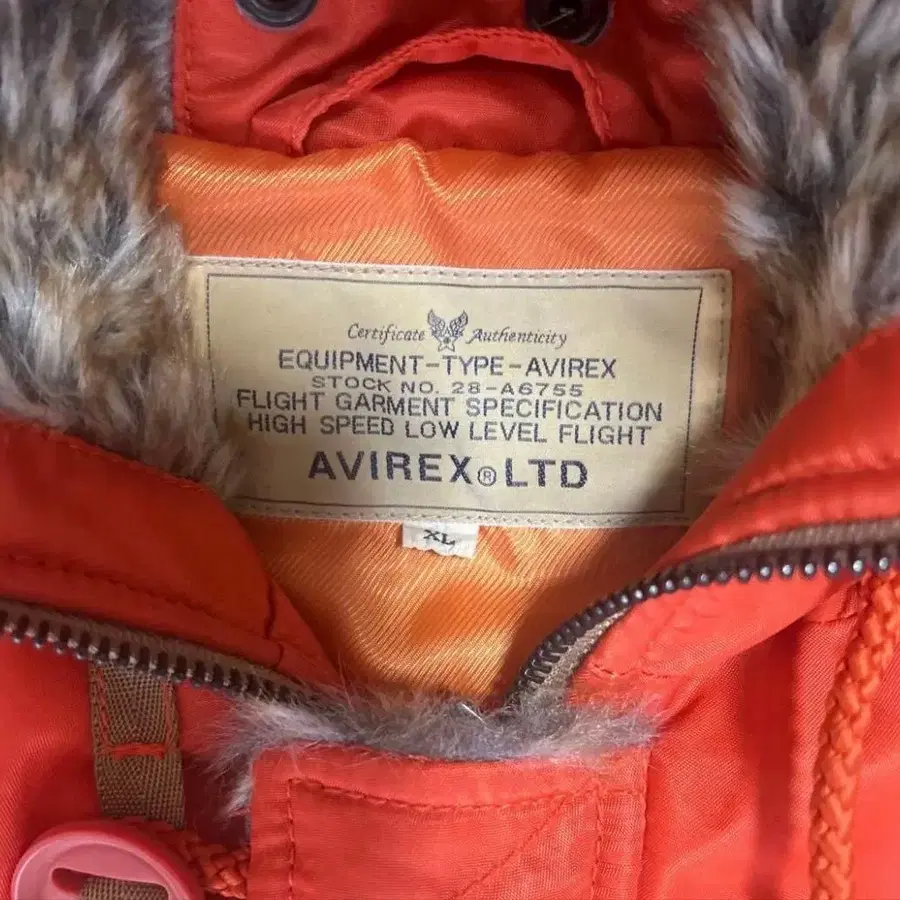 Certificate Authenticity
EQUIPMENT-TYPE-AVIREX
STOCK NO. 28-A6755
FLIGHT GARMENT SPECIFICATION
HIGH SPEED LOW LEVEL FLIGHT
AVIREX® LTD
XL